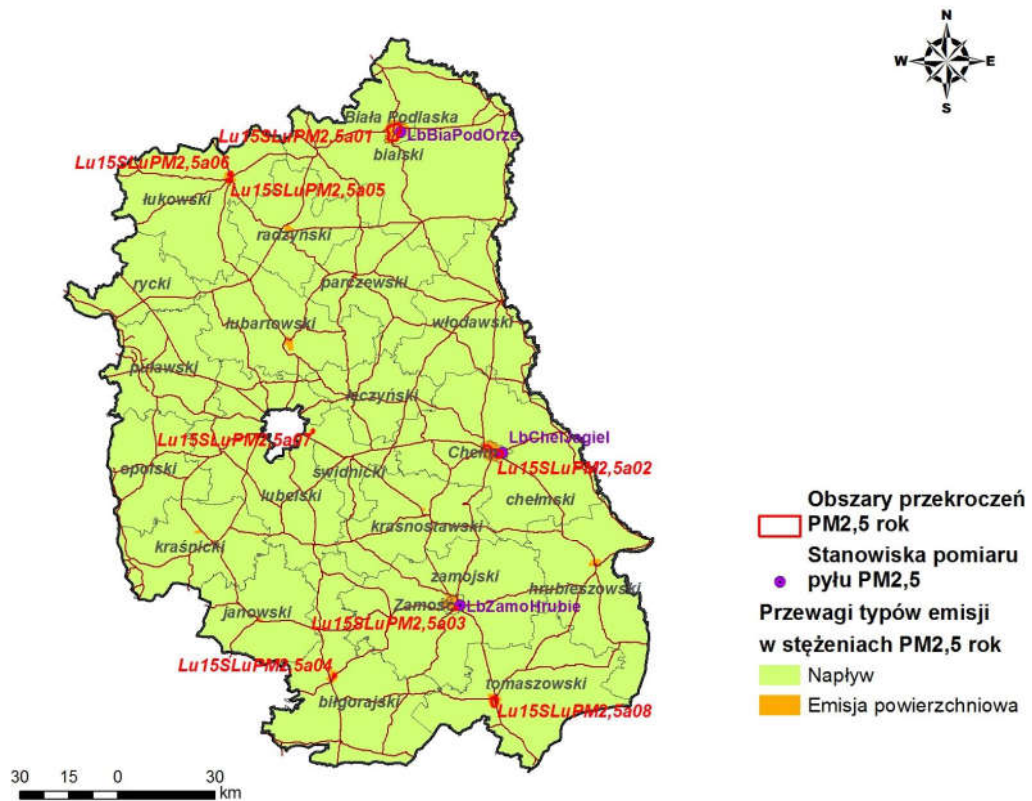 N
W E
S
Biała Podlaska
Lu15SLuPM2,5a01
LbBiaPodOrze
bialski
Lu15SLuPM2,5a06
Lu15SLuPM2,5a05
łukowski
radzyński
parczewski
rycki
lubartowski
włodawski
puławski
łęczyński
LbChelJagiel
Lu15SLuPM2,5a07
Chełm
Lu15SLuPM2,5a02
opolski
świdnicki
lubelski
chełmski
krasnostawski
kraśnicki
zamojski
hrubieszowski
Zamość
LbZamoHrubie
janowski
Lu15SLuPM2,5a03
Lu15SLuPM2,5a04
biłgorajski
tomaszowski
Lu15SLuPM2,5a08
Obszary przekroczeń
PM2,5 rok
Stanowiska pomiaru
pyłu PM2,5
Przewagi typów emisji
w stężeniach PM2,5 rok
Napływ
Emisja powierzchniowa
30 15 0 30
km